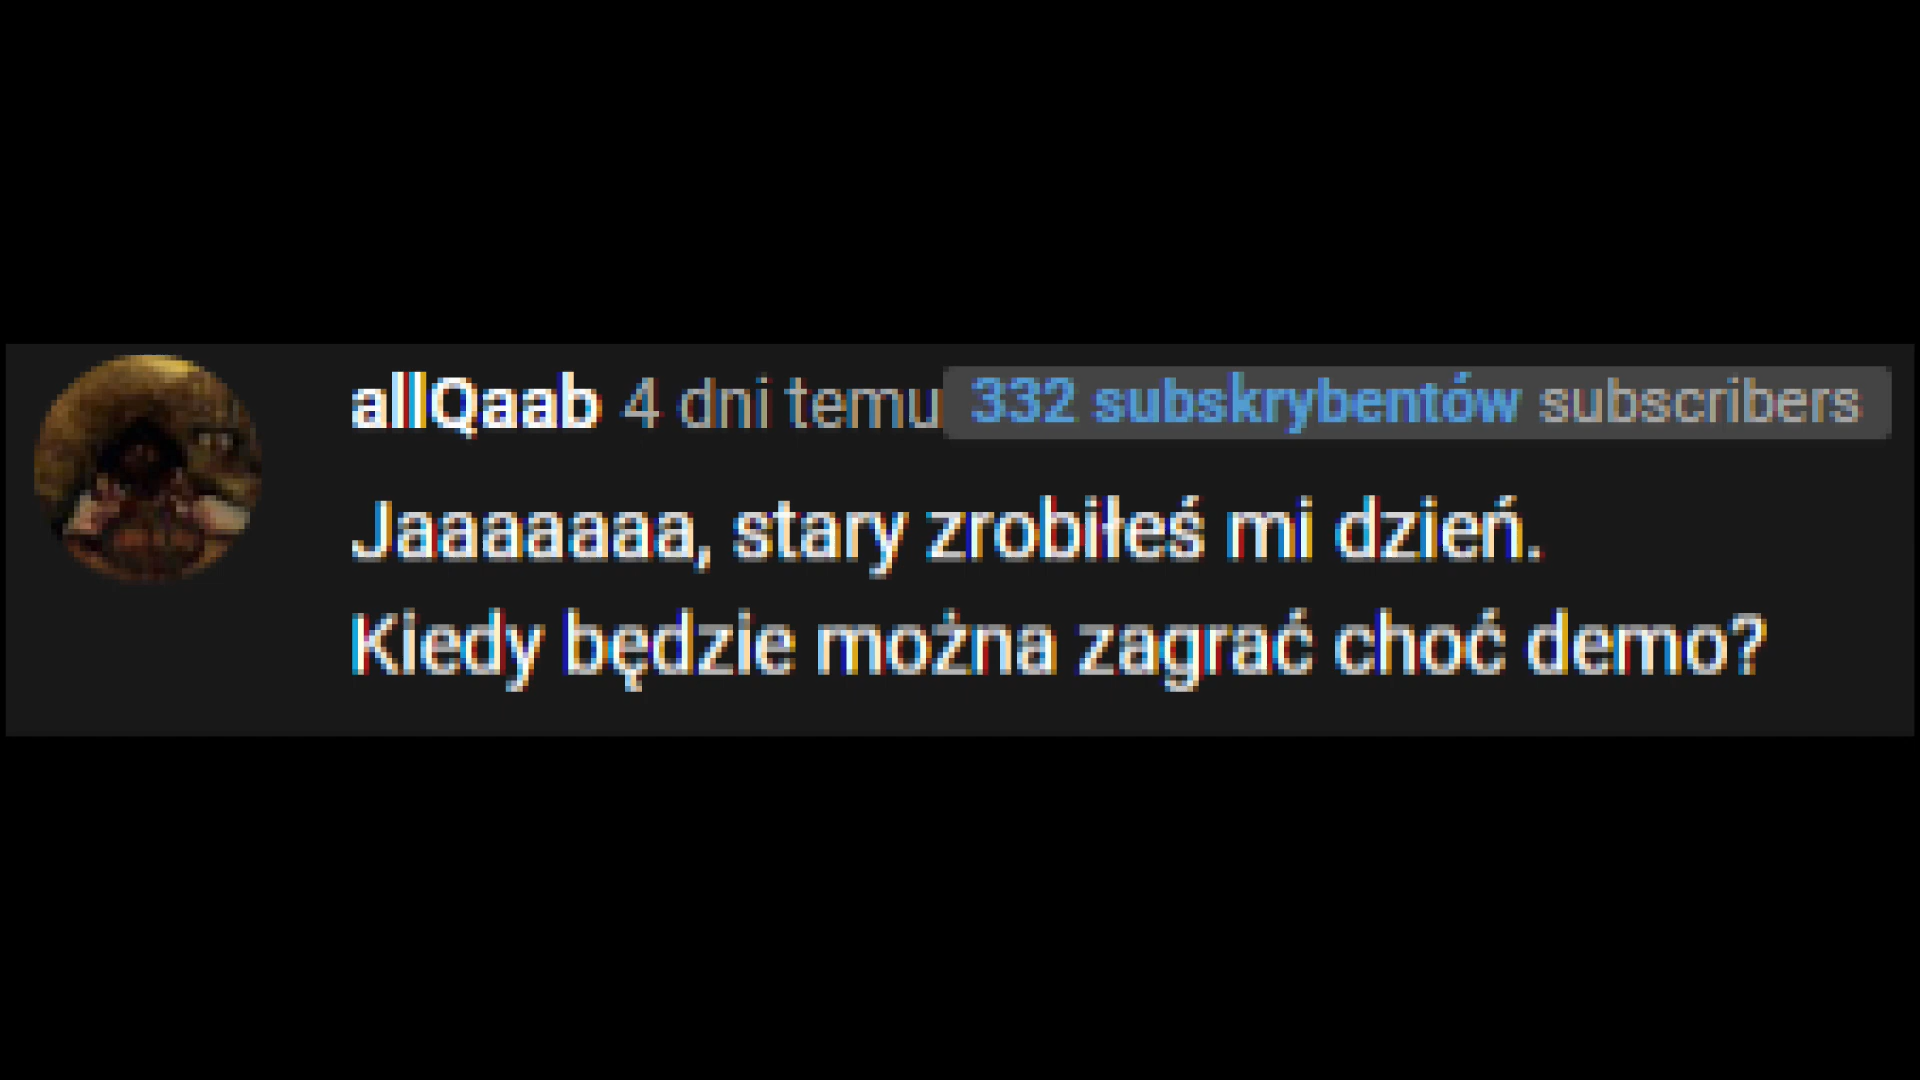 allQaab 4 dni temu 332 subskrybentów subscribers
Jaaaaaaa, stary zrobiłeś mi dzień.
Kiedy będzie można zagrać choć demo?